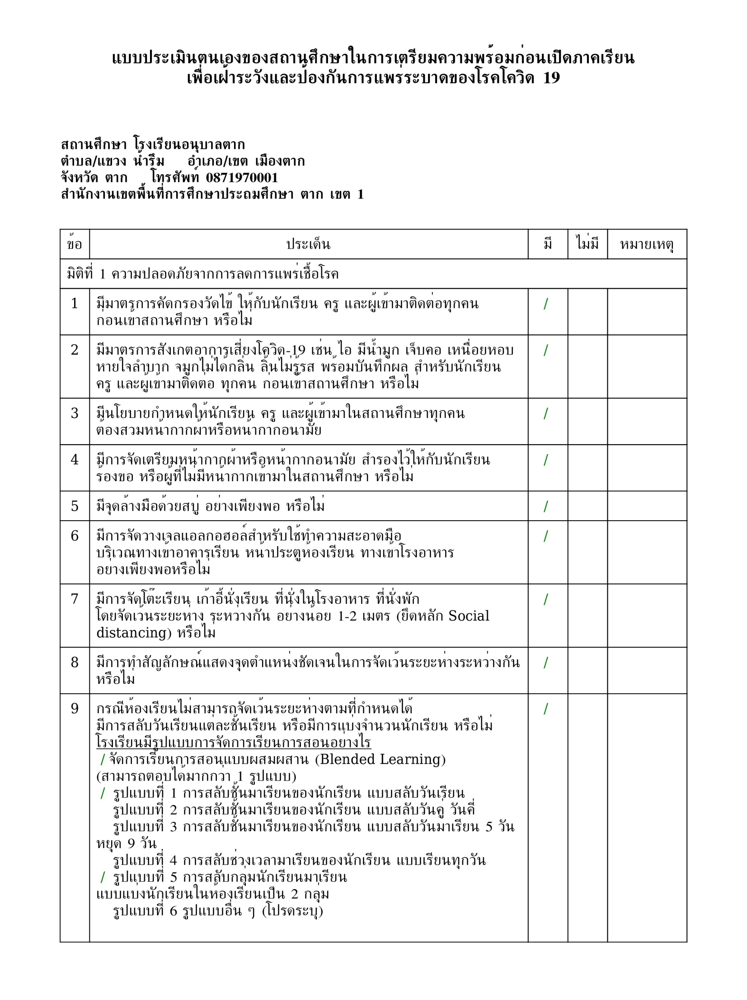 แบบประเมินตนเองของสถานศึกษาในการเตรียมความพร้อมก่อนเปิดภาคเรียน
เพื่อเฝ้าระวังและป้องกันการแพร่ระบาดของโรคโควิด 19
สถานศึกษา โรงเรียนอนุบาลตาก
ตำบล/แขวง น้ำรึม อำเภอ/เขต เมืองตาก
จังหวัด ตาก โทรศัพท์ 0871970001
สำนักงานเขตพื้นที่การศึกษาประถมศึกษา ตาก เขต 1
ข้อ ประเด็น มี ไม่มี หมายเหตุ
มิติที่ 1 ความปลอดภัยจากการลดการแพร่เชื้อโรค
1 มีมาตรการคัดกรองวัดไข้ ให้กับนักเรียน ครู และผู้เข้ามาติดต่อทุกคน /
ก่อนเข้าสถานศึกษา หรือไม่
2 มีมาตรการสังเกตอาการเสี่ยงโควิด-19 เช่น ไอ มีน้ำมูก เจ็บคอ เหนื่อยหอบ /
หายใจลำบาก จมูกไม่ได้กลิ่น ลิ้นไม่รู้รส พร้อมบันทึกผล สำหรับนักเรียน
ครู และผู้เข้ามาติดต่อ ทุกคน ก่อนเข้าสถานศึกษา หรือไม่
3 มีนโยบายกำหนดให้นักเรียน ครู และผู้เข้ามาในสถานศึกษาทุกคน /
ต้องสวมหน้ากากผ้าหรือหน้ากากอนามัย
4 มีการจัดเตรียมหน้ากากผ้าหรือหน้ากากอนามัย สำรองไว้ให้กับนักเรียน /
ร้องขอ หรือผู้ที่ไม่มีหน้ากากเข้ามาในสถานศึกษา หรือไม่
5 มีจุดล้างมือด้วยสบู่ อย่างเพียงพอ หรือไม่ /
6 มีการจัดวางเจลแอลกอฮอล์สำหรับใช้ทำความสะอาดมือ /
บริเวณทางเข้าอาคารเรียน หน้าประตูห้องเรียน ทางเข้าโรงอาหาร
อย่างเพียงพอหรือไม่
7 มีการจัดโต๊ะเรียน เก้าอี้นั่งเรียน ที่นั่งในโรงอาหาร ที่นั่งพัก /
โดยจัดเว้นระยะห่าง ระหว่างกัน อย่างน้อย 1-2 เมตร (ยึดหลัก Social
distancing) หรือไม่
8 มีการทำสัญลักษณ์แสดงจุดตำแหน่งชัดเจนในการจัดเว้นระยะห่างระหว่างกัน /
หรือไม่
9 กรณีห้องเรียนไม่สามารถจัดเว้นระยะห่างตามที่กำหนดได้ /
มีการสลับวันเรียนแต่ละชั้นเรียน หรือมีการแบ่งจำนวนนักเรียน หรือไม่
โรงเรียนมีรูปแบบการจัดการเรียนการสอนอย่างไร
/ จัดการเรียนการสอนแบบผสมผสาน (Blended Learning)
(สามารถตอบได้มากกว่า 1 รูปแบบ)
/ รูปแบบที่ 1 การสลับชั้นมาเรียนของนักเรียน แบบสลับวันเรียน
รูปแบบที่ 2 การสลับชั้นมาเรียนของนักเรียน แบบสลับวันคู่ วันคี่
รูปแบบที่ 3 การสลับชั้นมาเรียนของนักเรียน แบบสลับวันมาเรียน 5 วัน
หยุด 9 วัน
รูปแบบที่ 4 การสลับช่วงเวลามาเรียนของนักเรียน แบบเรียนทุกวัน
/ รูปแบบที่ 5 การสลับกลุ่มนักเรียนมาเรียน
แบบแบ่งนักเรียนในห้องเรียนเป็น 2 กลุ่ม
รูปแบบที่ 6 รูปแบบอื่น ๆ (โปรดระบุ)